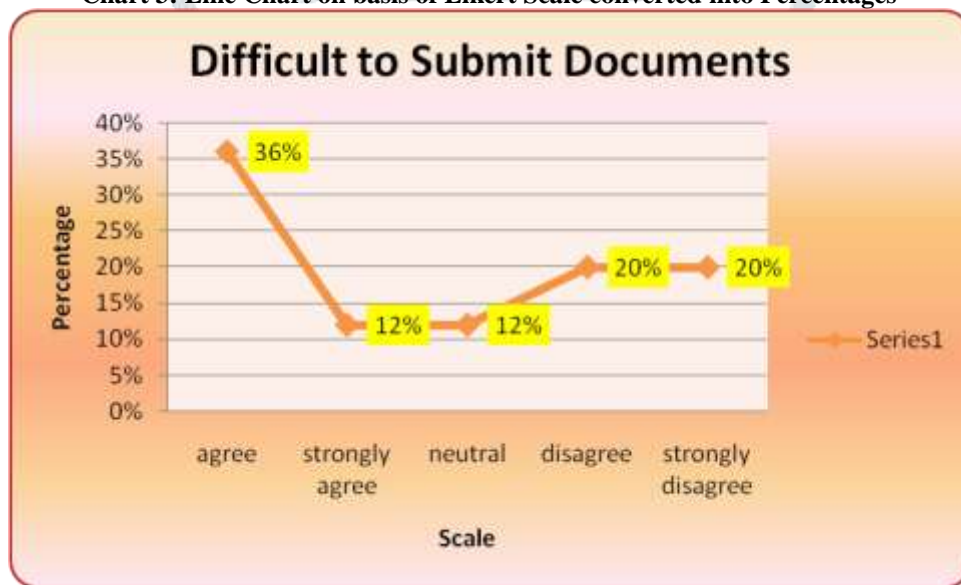 Difficult to Submit Documents
40%
35%
30%
25%
20%
15%
10%
5%
0%
Percentage
36%
12%
12%
20%
20%
Series1
agree
strongly agree
neutral
disagree
strongly disagree
Scale